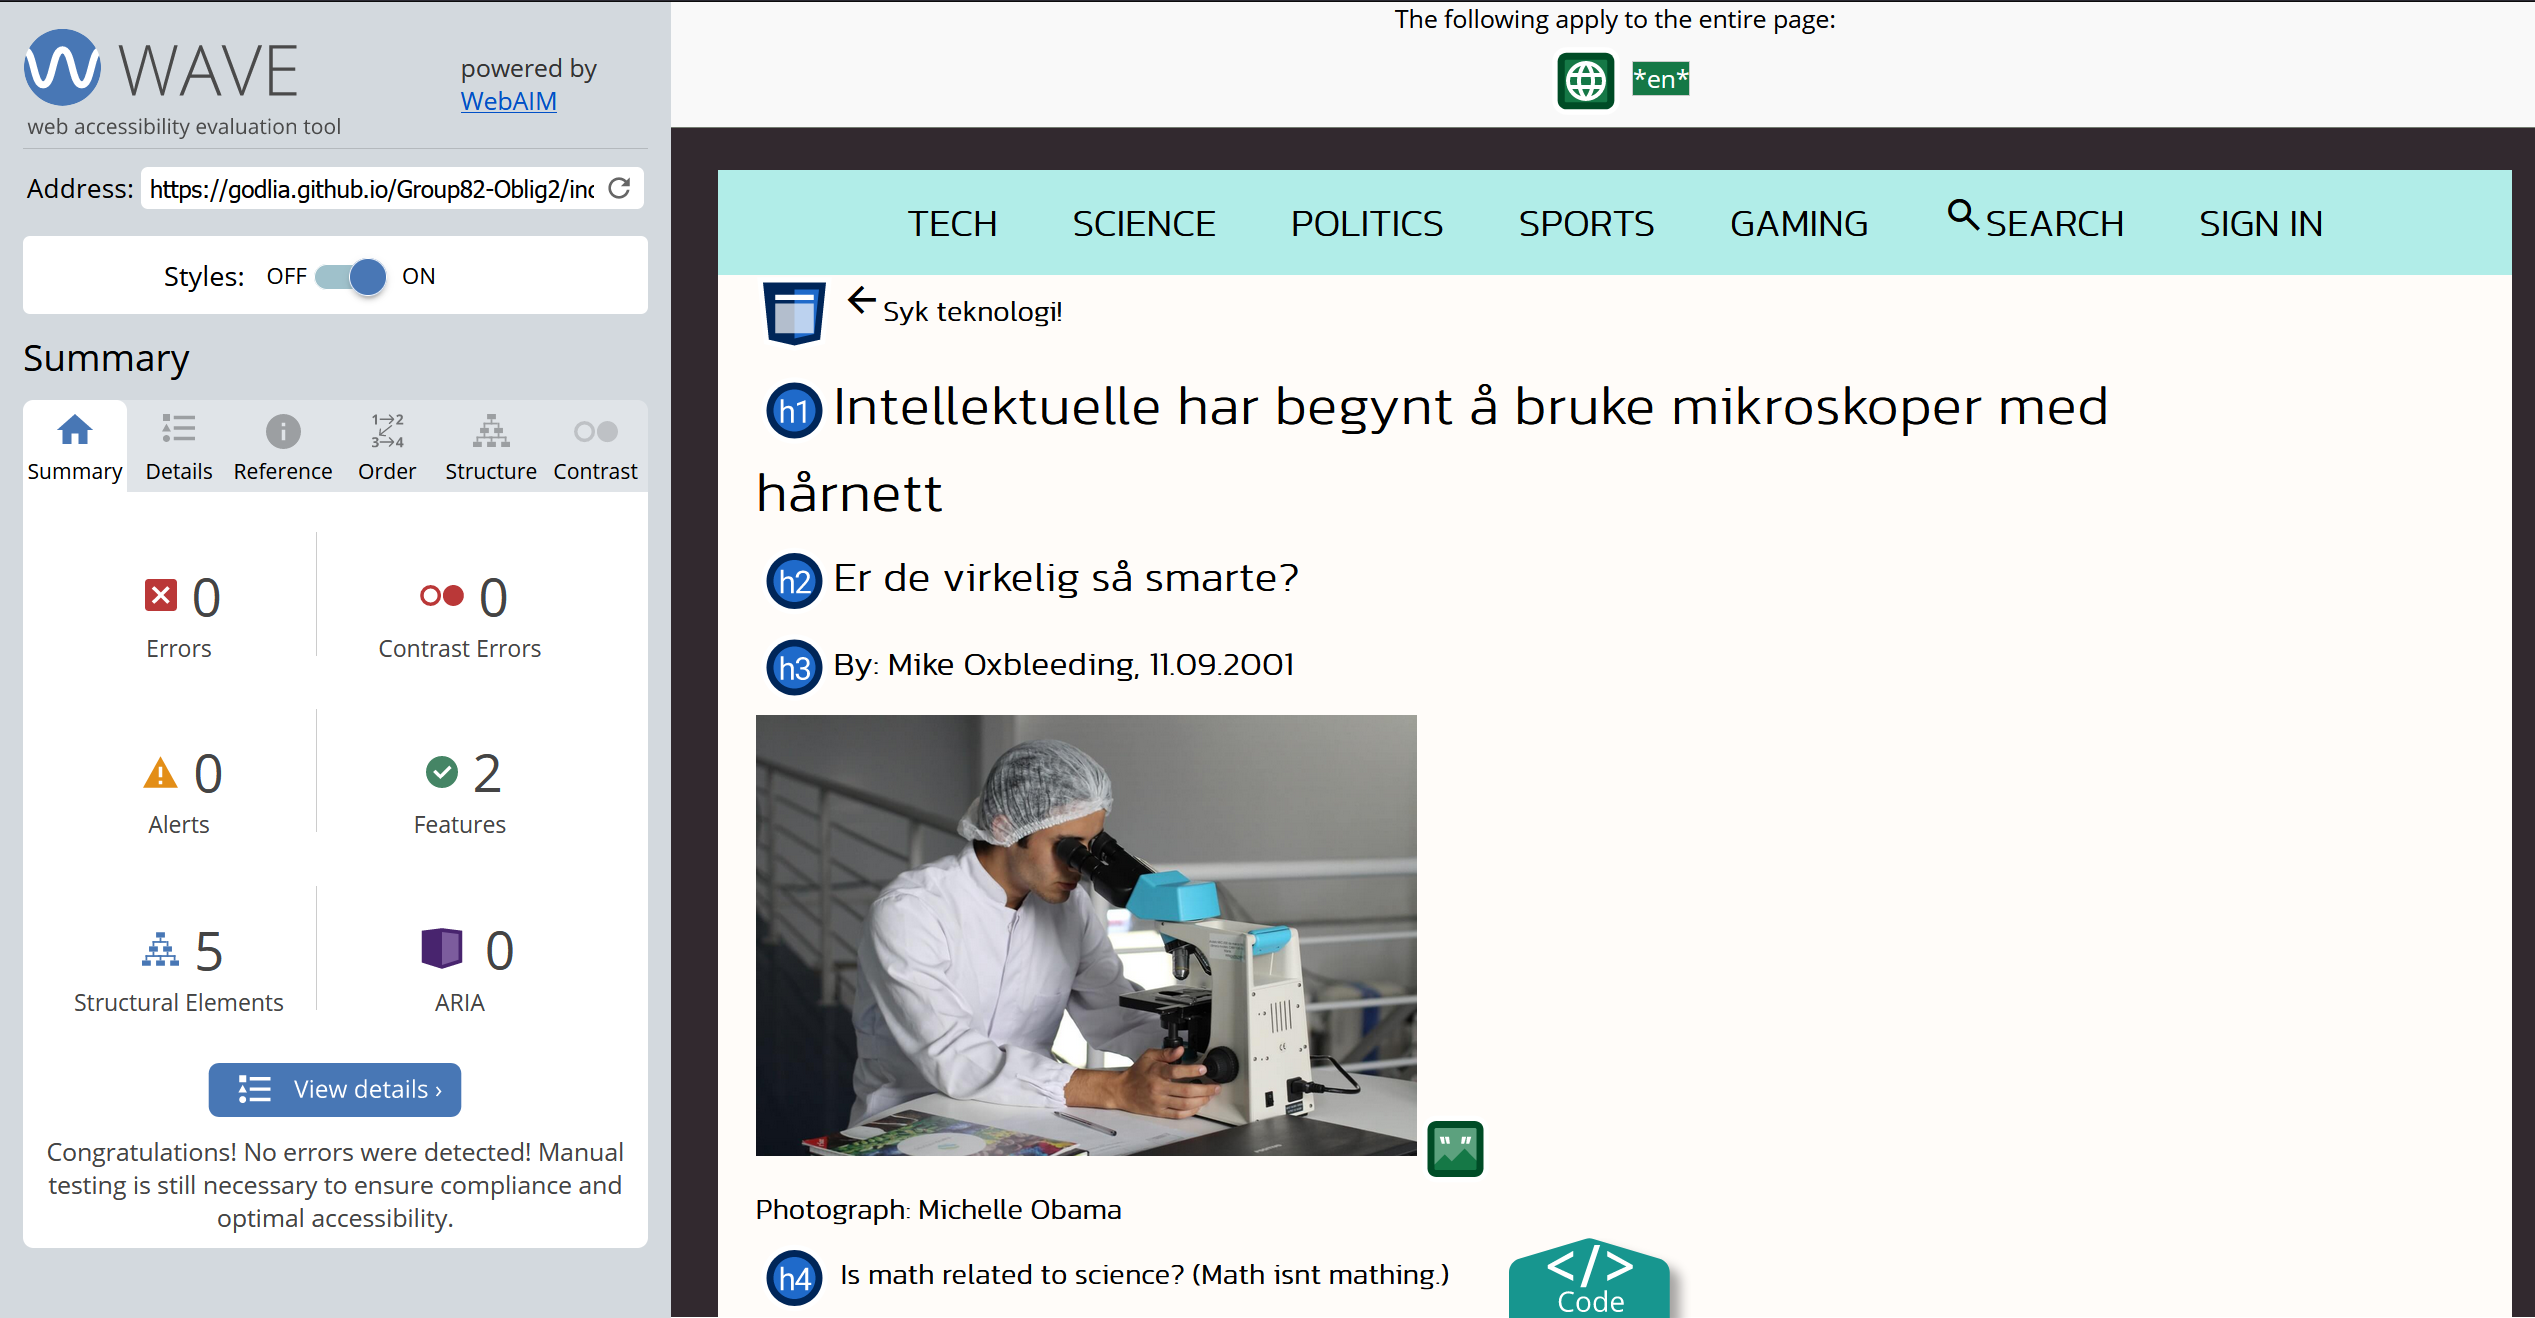 WAVE
powered by
WebAIM
web accessibility evaluation tool
Address: https://godlia.github.io/Group82-Oblig2/inc
Styles: OFF ON
Summary
Summary Details Reference Order Structure Contrast
1→2
3→4
0 Errors
0 Contrast Errors
0 Alerts
2 Features
5 Structural Elements
0 ARIA
View details ›
Congratulations! No errors were detected! Manual
testing is still necessary to ensure compliance and
optimal accessibility.
The following apply to the entire page:
*en*
TECH SCIENCE POLITICS SPORTS GAMING SEARCH SIGN IN
Syk teknologi!
h1 Intellektuelle har begynt å bruke mikroskoper med
hårnett
h2 Er de virkelig så smarte?
h3 By: Mike Oxbleeding, 11.09.2001
Photograph: Michelle Obama
h4 Is math related to science? (Math isnt mathing.)
</>
Code